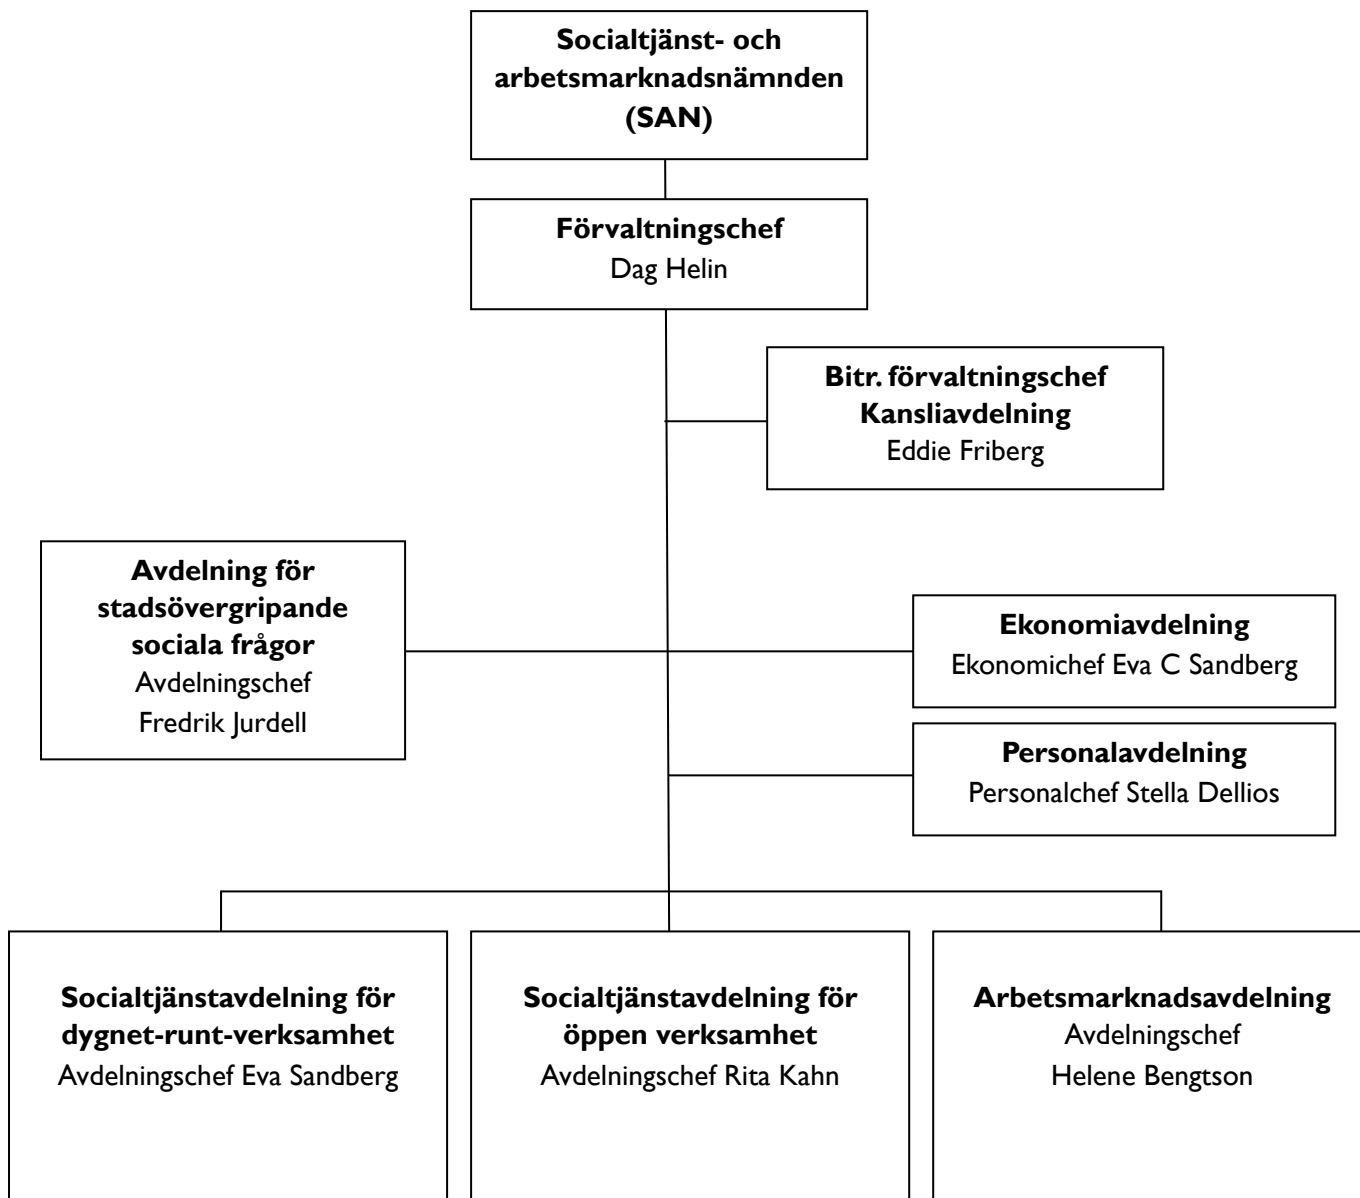 Socialtjänst- och
arbetsmarknadsnämnden
(SAN)
Förvaltningschef
Dag Helin
Bitr. förvaltningschef
Kansliavdelning
Eddie Friberg
Avdelning för
stadsövergripande
sociala frågor
Avdelningschef
Fredrik Jurdell
Ekonomiavdelning
Ekonomichef Eva C Sandberg
Personalavdelning
Personalchef Stella Dellios
Socialtjänstavdelning för
dygnet-runt-verksamhet
Avdelningschef Eva Sandberg
Socialtjänstavdelning för
öppen verksamhet
Avdelningschef Rita Kahn
Arbetsmarknadsavdelning
Avdelningschef
Helene Bengtson